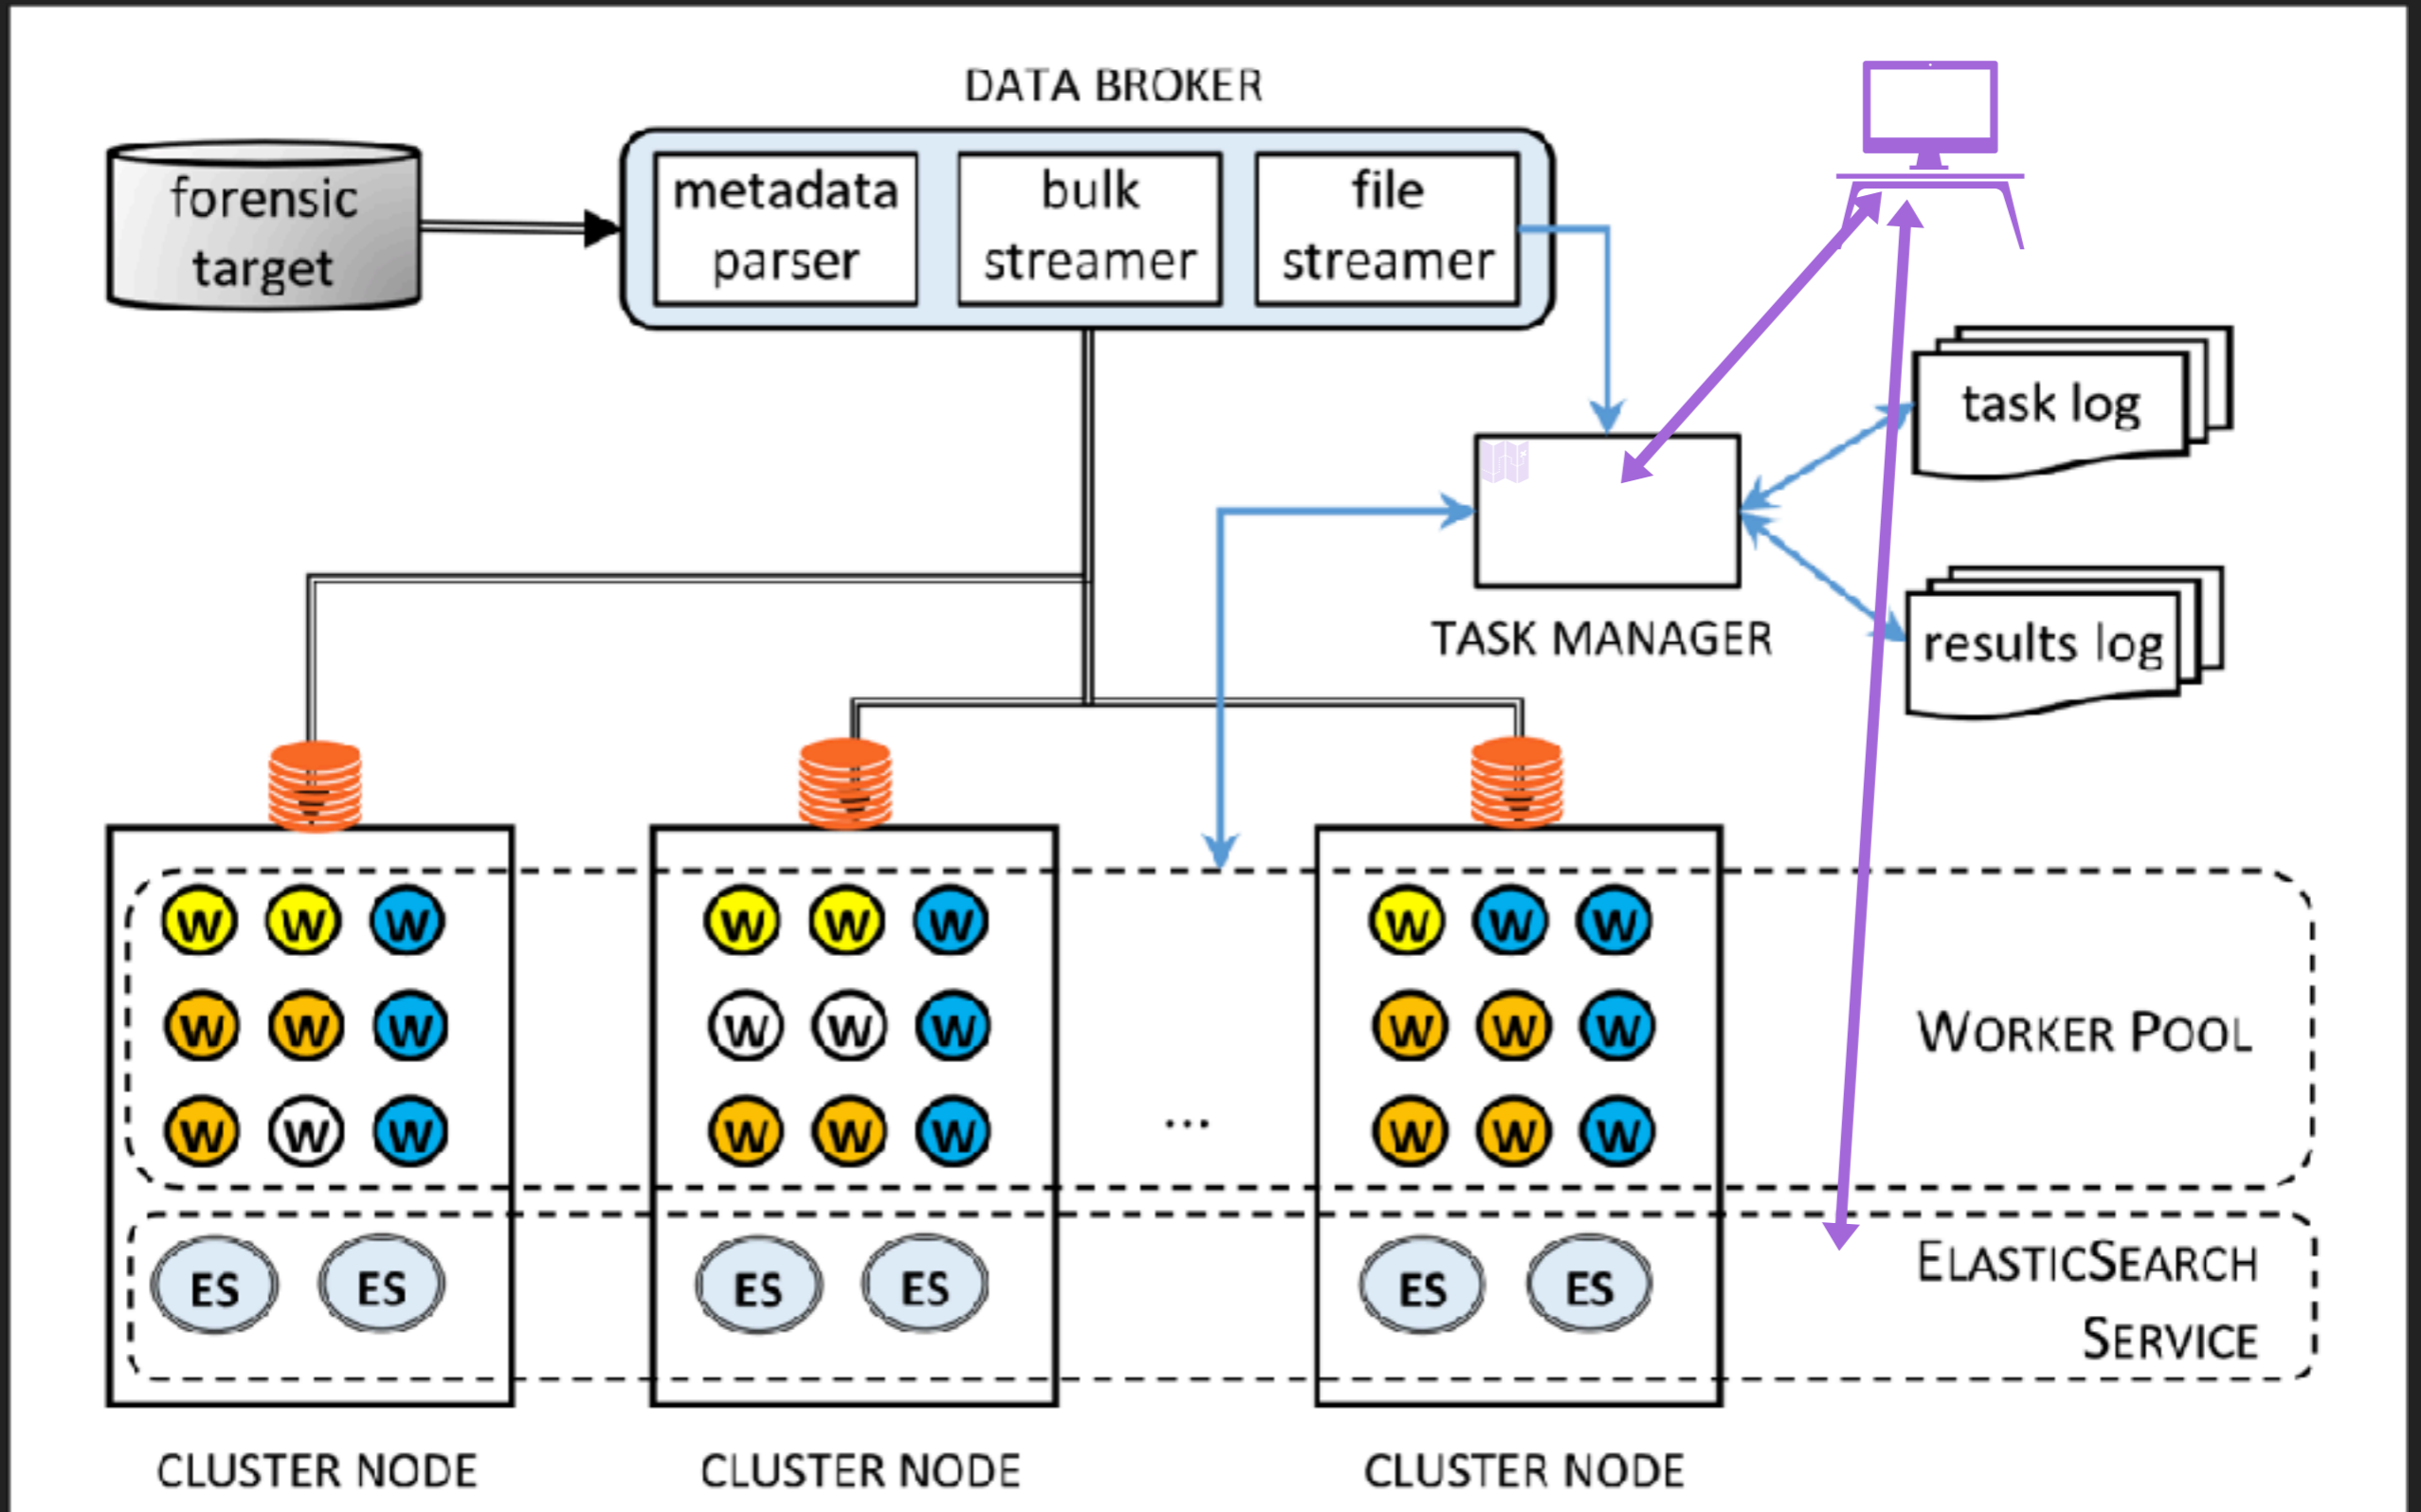 DATA BROKER
forensic
target
metadata
parser
bulk
streamer
file
streamer
task log
TASK MANAGER
results log
W W W
W W W
W W W
W W W
W W W
W W W
...
W W W
W W W
W W W
WORKER POOL
ES ES
ES ES
ES ES
ELASTICSEARCH
SERVICE
CLUSTER NODE
CLUSTER NODE
CLUSTER NODE